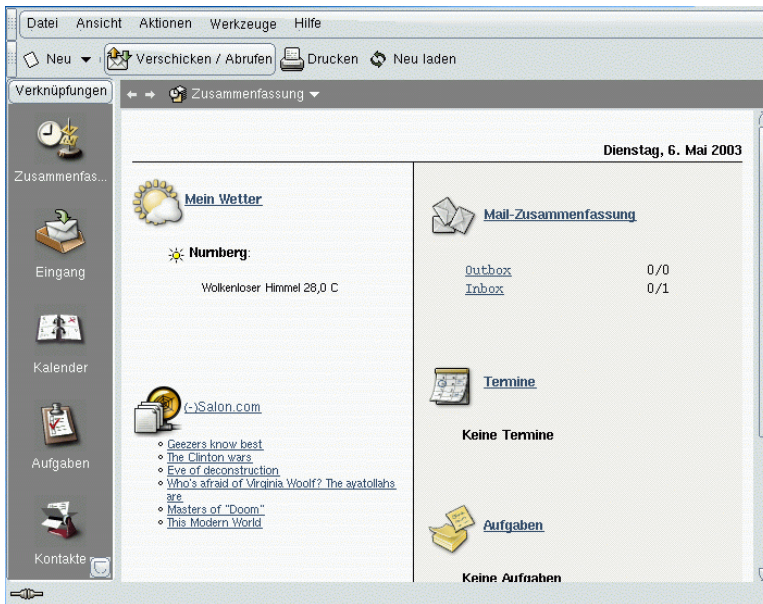 Datei Ansicht Aktionen Werkzeuge Hilfe
Neu Verschicken / Abrufen Drucken Neu laden
Verknüpfungen
Zusammenfassung
Zusammenfas...
Eingang
Kalender
Aufgaben
Kontakte
Dienstag, 6. Mai 2003
Mein Wetter
Nurnberg:
Wolkenloser Himmel 28,0 C
(-)Salon.com
Geezers know best
The Clinton wars
Eve of deconstruction
Who's afraid of Virginia Woolf? The ayatollahs
are
Masters of "Doom"
This Modern World
Mail-Zusammenfassung
Outbox 0/0
Inbox 0/1
Termine
Keine Termine
Aufgaben
Keine Aufgaben